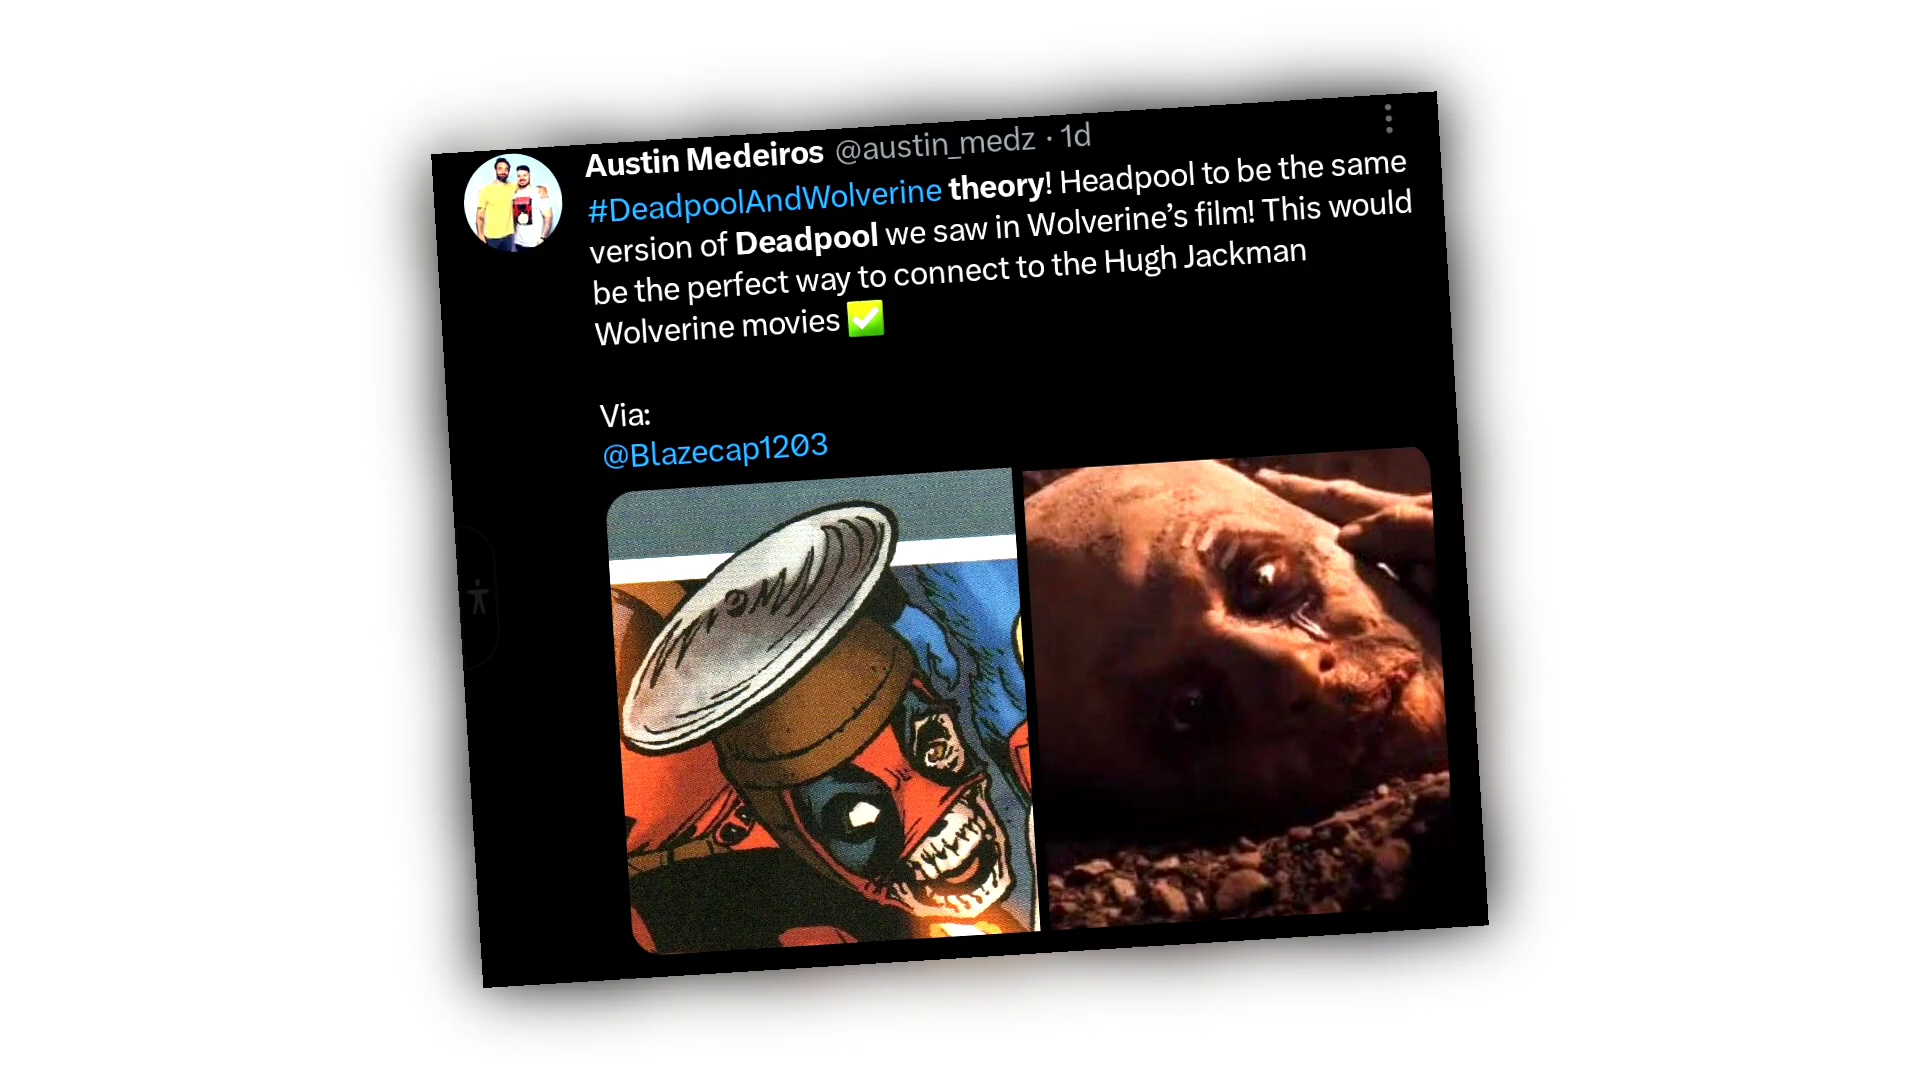 Austin Medeiros @austin_medz · 1d
#DeadpoolAndWolverine theory! Headpool to be the same
version of Deadpool we saw in Wolverine’s film! This would
be the perfect way to connect to the Hugh Jackman
Wolverine movies ✅
Via:
@Blazecap1203